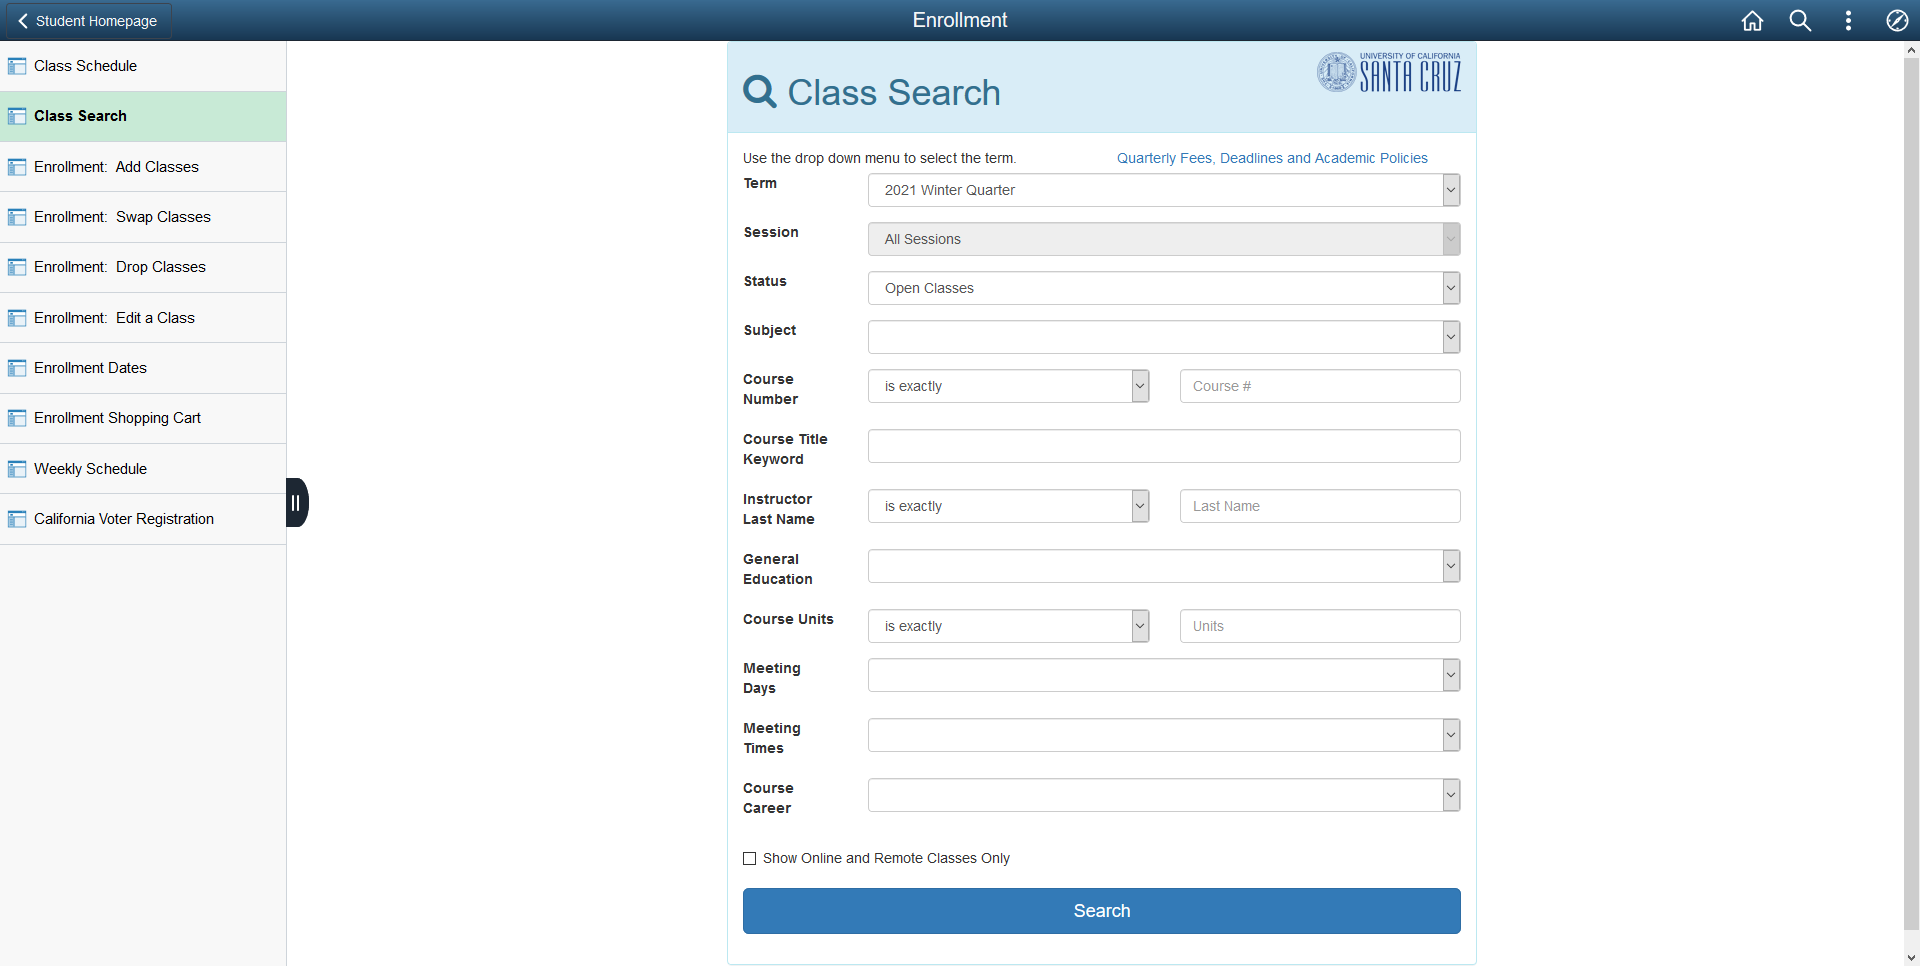 Student Homepage
Enrollment
Class Schedule
Class Search
Enrollment:  Add Classes
Enrollment:  Swap Classes
Enrollment:  Drop Classes
Enrollment:  Edit a Class
Enrollment Dates
Enrollment Shopping Cart
Weekly Schedule
California Voter Registration
Class Search
UNIVERSITY OF CALIFORNIA
SANTA CRUZ
Use the drop down menu to select the term.
Quarterly Fees, Deadlines and Academic Policies
Term
2021 Winter Quarter
Session
All Sessions
Status
Open Classes
Subject
Course
Number
is exactly
Course #
Course Title
Keyword
Instructor
Last Name
is exactly
Last Name
General
Education
Course Units
is exactly
Units
Meeting
Days
Meeting
Times
Course
Career
Show Online and Remote Classes Only
Search